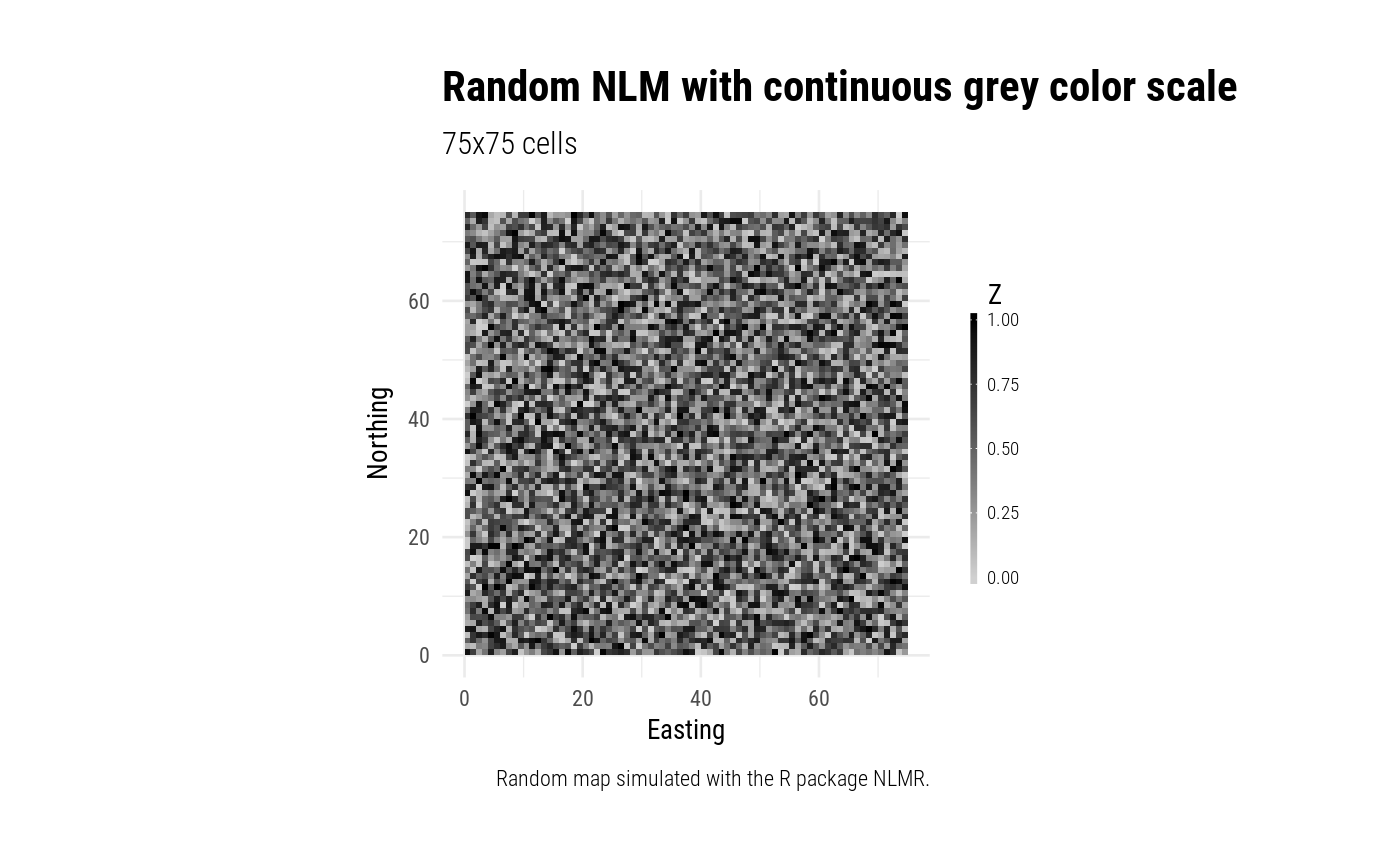 Random NLM with continuous grey color scale
75x75 cells
Northing
60
40
20
0
0 20 40 60
Easting
Z
1.00
0.75
0.50
0.25
0.00
Random map simulated with the R package NLMR.